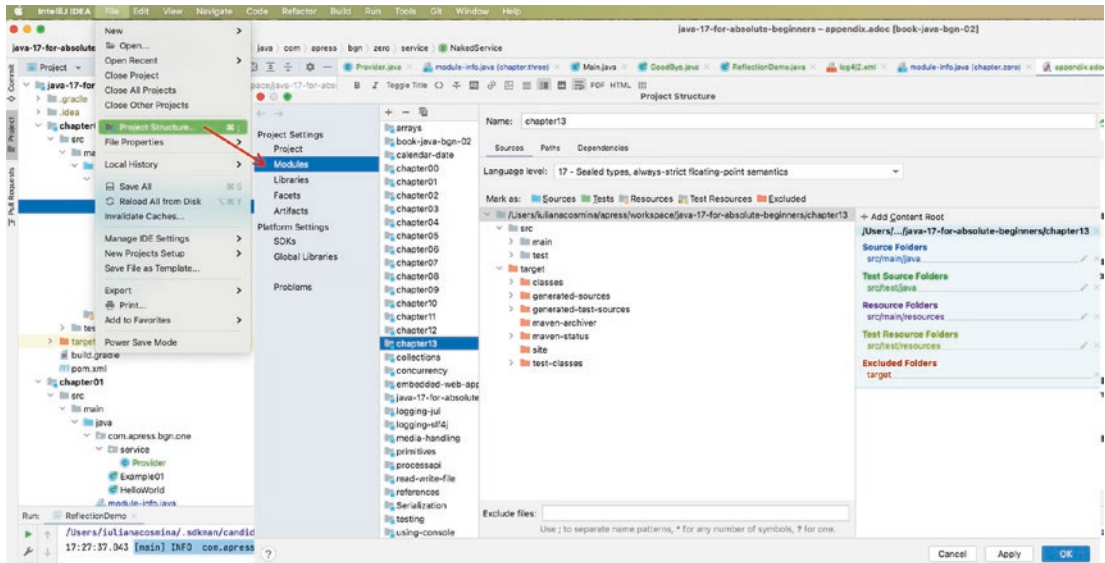 IntelliJ IDEA File Edit View Navigate Code Refactor Build Run Tools Git Window Help
java-17-for-absolute-beginners – appendix.adoc [book-java-bgn-02]
java-17-for-absolute
java com apress bgn zero service NakedService
Project
Provider.java module-info.java (chapter.three) Main.java GoodBye.java ReflectionDemo.java log4j2.xml module-info.java (chapter.zero) appendix.adoc
Commit
Project
Pull Requests
java-17-for
.gradle
.idea
chapter
src
target
build.gradle
pom.xml
chapter01
src
main
java
com.apress.bgn.one
service
Provider
Example01
HelloWorld
module-info.java
New
Open...
Open Recent
Close Project
Close All Projects
Close Other Projects
Project Structure... ⌘ ;
File Properties
Local History
Save All ⌘ S
Reload All from Disk ⌥ ⌘ Y
Invalidate Caches...
Manage IDE Settings
New Projects Setup
Save File as Template...
Export
Print...
Add to Favorites
Power Save Mode
B I Toggle Title PDF HTML
Project Structure
Project Settings
Project
Modules
Libraries
Facets
Artifacts
Platform Settings
SDKs
Global Libraries
Problems
arrays
book-java-bgn-02
calendar-date
chapter00
chapter01
chapter02
chapter03
chapter04
chapter05
chapter06
chapter07
chapter08
chapter09
chapter10
chapter11
chapter12
chapter13
collections
concurrency
embedded-web-app
java-17-for-absolute
logging-jul
logging-slf4j
media-handling
primitives
processapi
read-write-file
references
Serialization
testing
using-console
Name: chapter13
Sources Paths Dependencies
Language level: 17 - Sealed types, always-strict floating-point semantics
Mark as: Sources Tests Resources Test Resources Excluded
/Users/iulianacosmina/apress/workspace/java-17-for-absolute-beginners/chapter13
src
main
test
target
classes
generated-sources
generated-test-sources
maven-archiver
maven-status
site
test-classes
+ Add Content Root
/Users/.../java-17-for-absolute-beginners/chapter13
Source Folders
src/main/java
Test Source Folders
src/test/java
Resource Folders
src/main/resources
Test Resource Folders
src/test/resources
Excluded Folders
target
Exclude files:
Use ; to separate name patterns, * for any number of symbols, ? for one.
? Cancel Apply OK
Run: ReflectionDemo
/Users/iulianacosmina/.sdkman/candid
17:27:37.043 [main] INFO com.apress